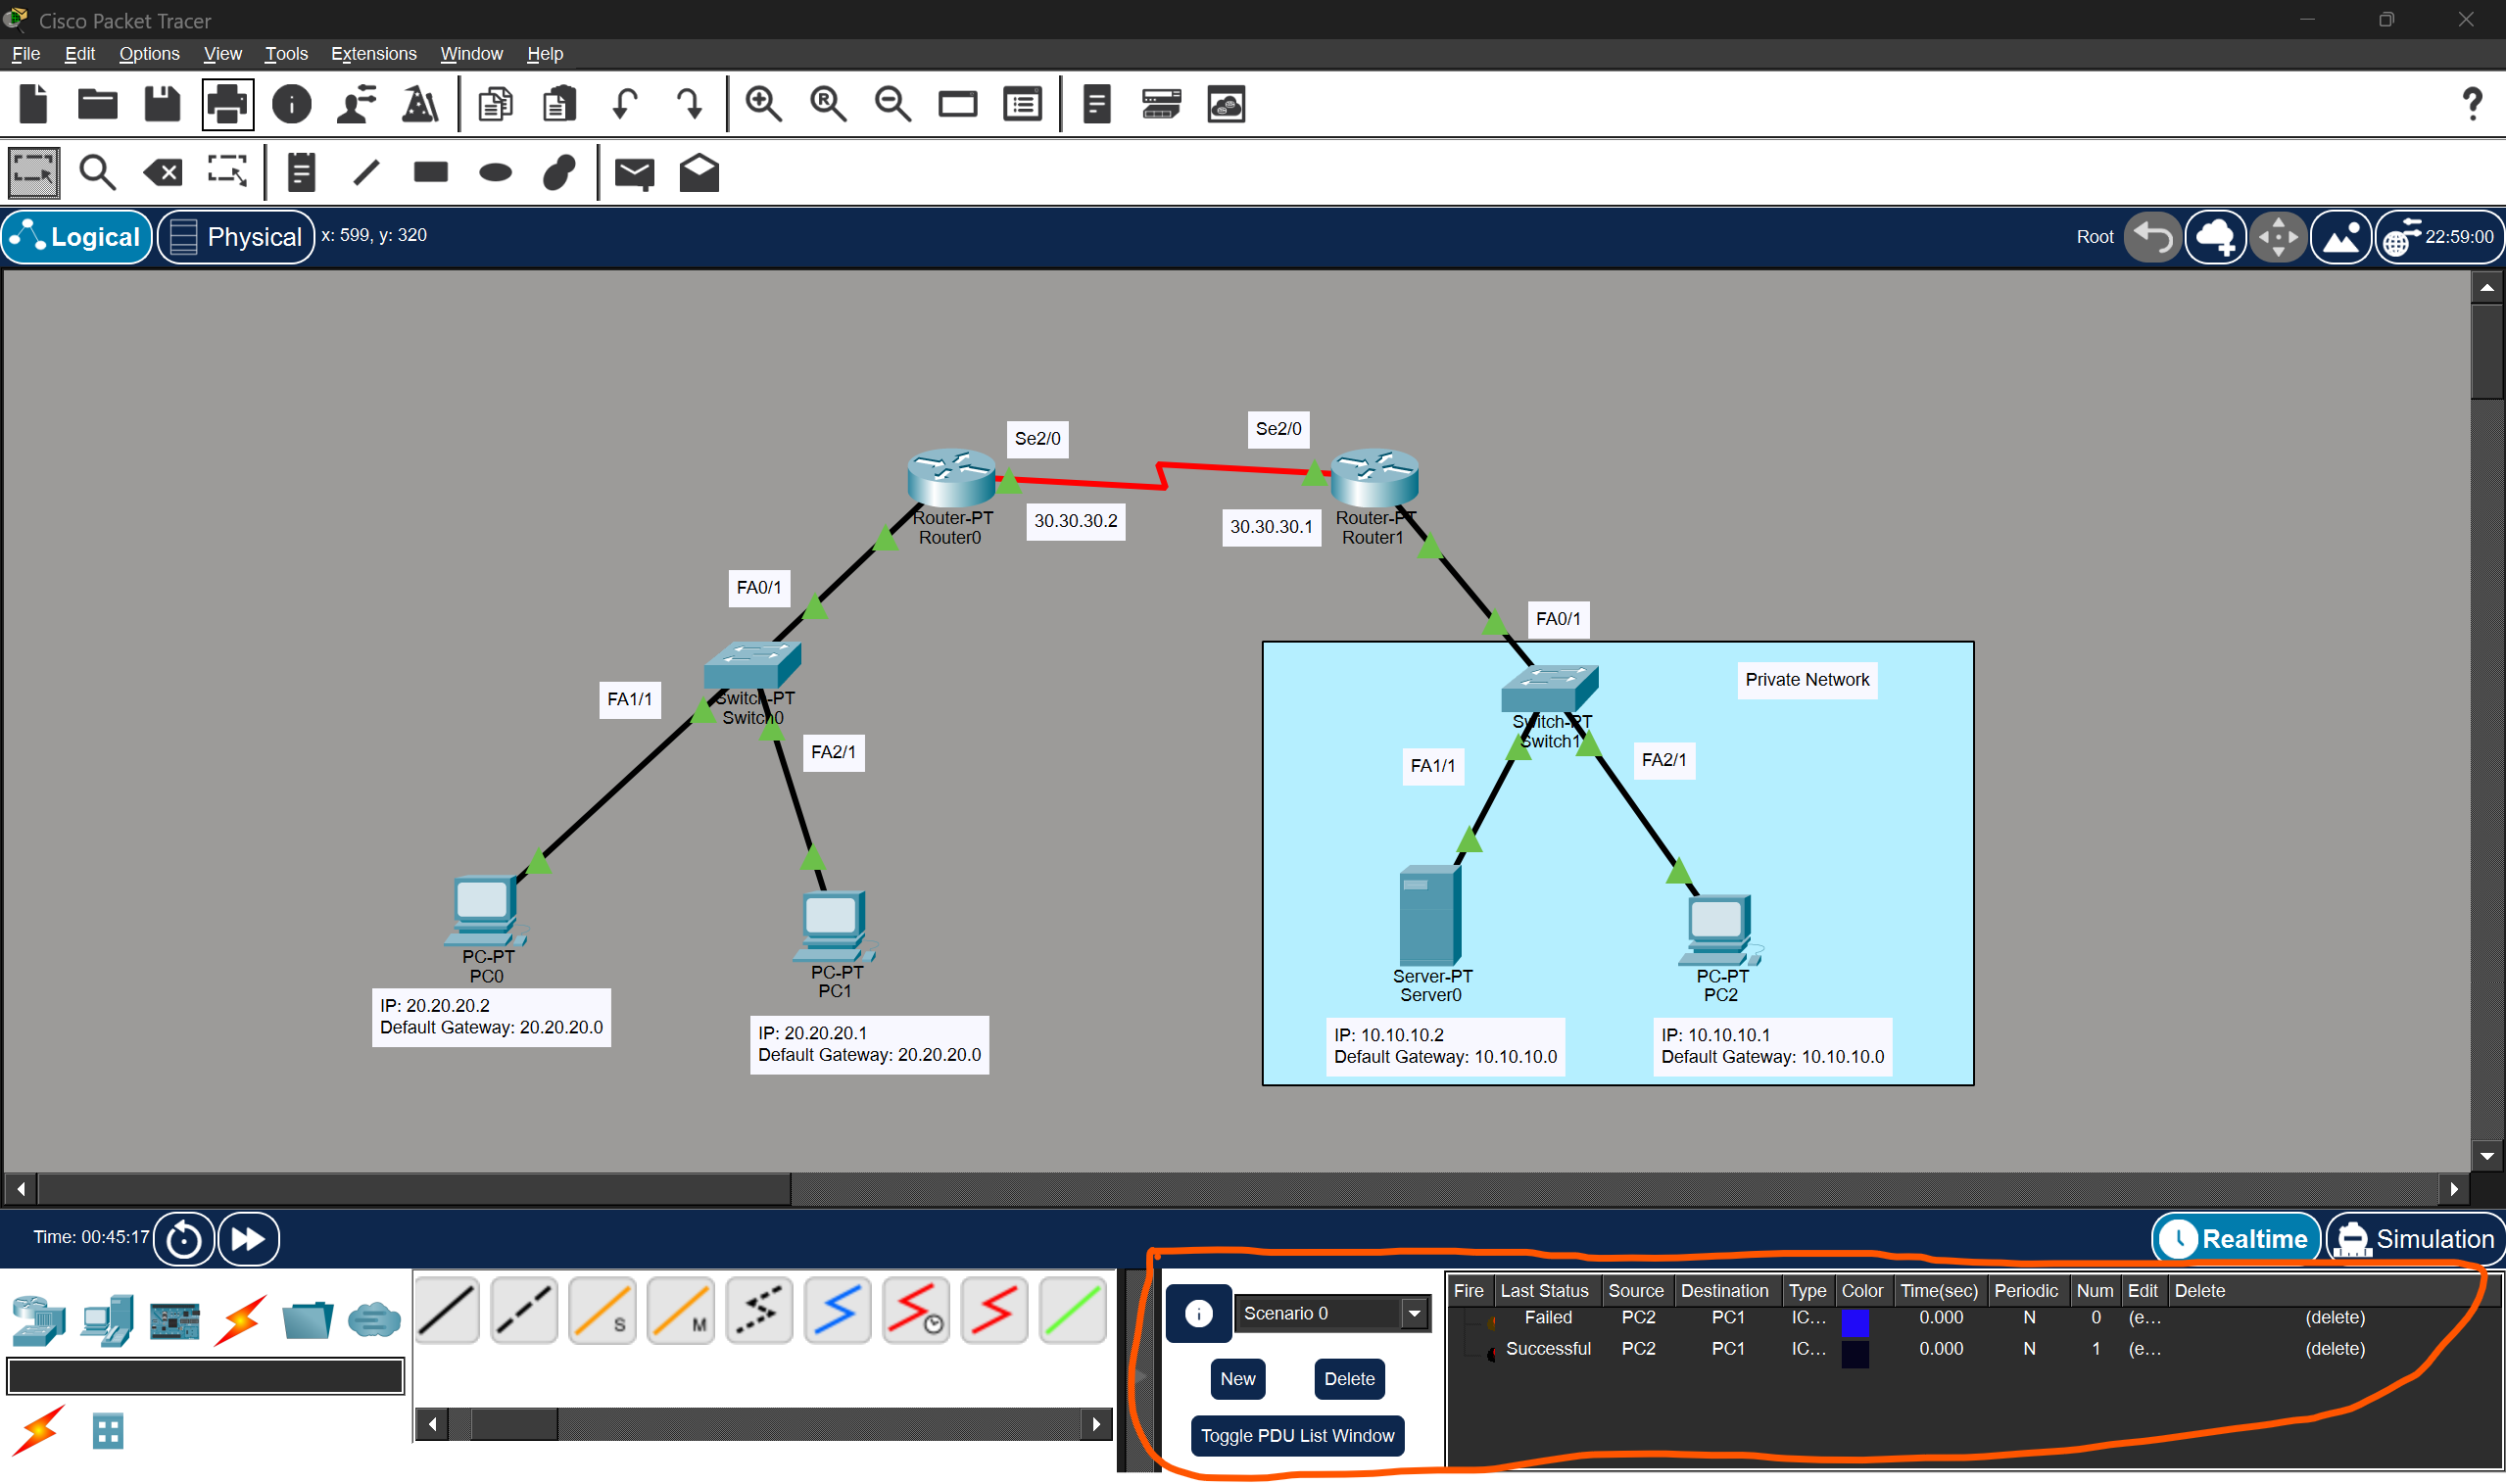 Cisco Packet Tracer
File Edit Options View Tools Extensions Window Help
Logical Physical x: 599, y: 320 Root 22:59:00
Se2/0
Se2/0
Router-PT
Router0
30.30.30.2
30.30.30.1
Router-PT
Router1
FA0/1
FA0/1
Switch-PT
Switch0
FA1/1
FA2/1
Private Network
Switch-PT
Switch1
FA1/1
FA2/1
PC-PT
PC0
IP: 20.20.20.2
Default Gateway: 20.20.20.0
PC-PT
PC1
IP: 20.20.20.1
Default Gateway: 20.20.20.0
Server-PT
Server0
IP: 10.10.10.2
Default Gateway: 10.10.10.0
PC-PT
PC2
IP: 10.10.10.1
Default Gateway: 10.10.10.0
Time: 00:45:17 Realtime Simulation
S
M
Scenario 0
New Delete
Toggle PDU List Window
Fire Last Status Source Destination Type Color Time(sec) Periodic Num Edit Delete
Failed PC2 PC1 IC... 0.000 N 0 (e... (delete)
Successful PC2 PC1 IC... 0.000 N 1 (e... (delete)